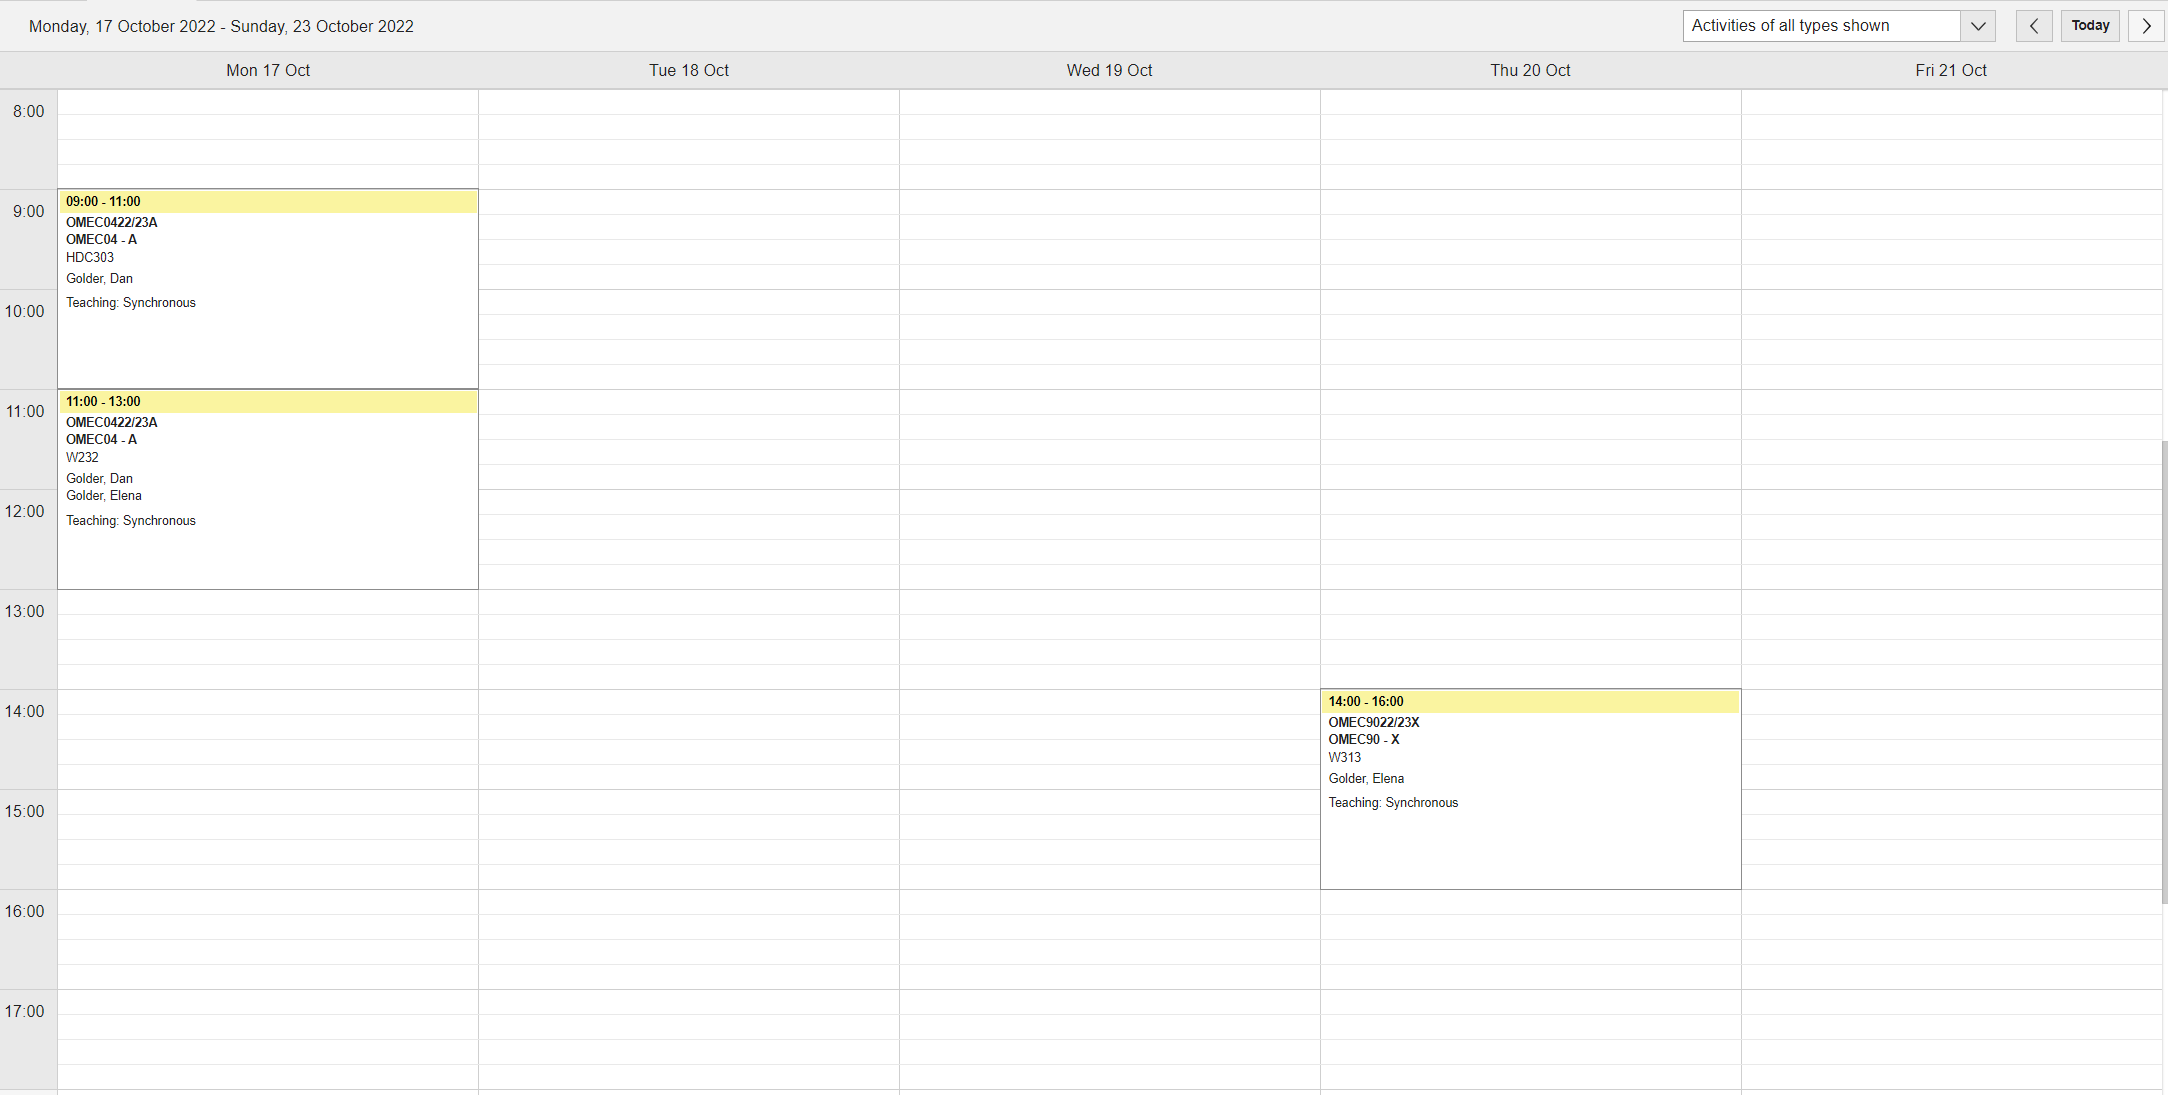 Monday, 17 October 2022 - Sunday, 23 October 2022
Activities of all types shown
Today
Mon 17 Oct
Tue 18 Oct
Wed 19 Oct
Thu 20 Oct
Fri 21 Oct
8:00
9:00
10:00
11:00
12:00
13:00
14:00
15:00
16:00
17:00
09:00 - 11:00
OMEC0422/23A
OMEC04 - A
HDC303
Golder, Dan
Teaching: Synchronous
11:00 - 13:00
OMEC0422/23A
OMEC04 - A
W232
Golder, Dan
Golder, Elena
Teaching: Synchronous
14:00 - 16:00
OMEC9022/23X
OMEC90 - X
W313
Golder, Elena
Teaching: Synchronous